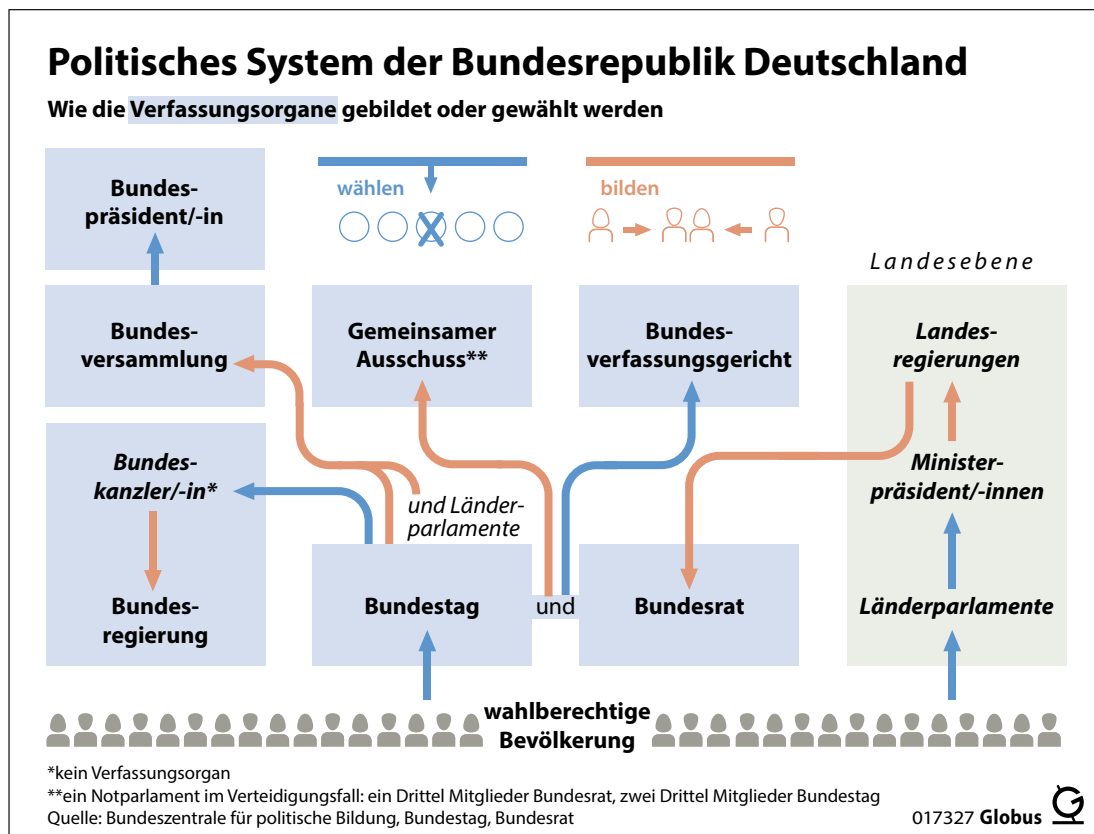 Politisches System der Bundesrepublik Deutschland
Wie die Verfassungsorgane gebildet oder gewählt werden
Bundes-
präsident/-in
wählen
bilden
Landesebene
Bundes-
versammlung
Gemeinsamer
Ausschuss**
Bundes-
verfassungsgericht
Landes-
regierungen
Bundes-
kanzler/-in*
und Länder-
parlamente
Minister-
präsident/-innen
Bundes-
regierung
Bundestag
und
Bundesrat
Länderparlamente
wahlberechtige
Bevölkerung
*kein Verfassungsorgan
**ein Notparlament im Verteidigungsfall: ein Drittel Mitglieder Bundesrat, zwei Drittel Mitglieder Bundestag
Quelle: Bundeszentrale für politische Bildung, Bundestag, Bundesrat
017327 Globus